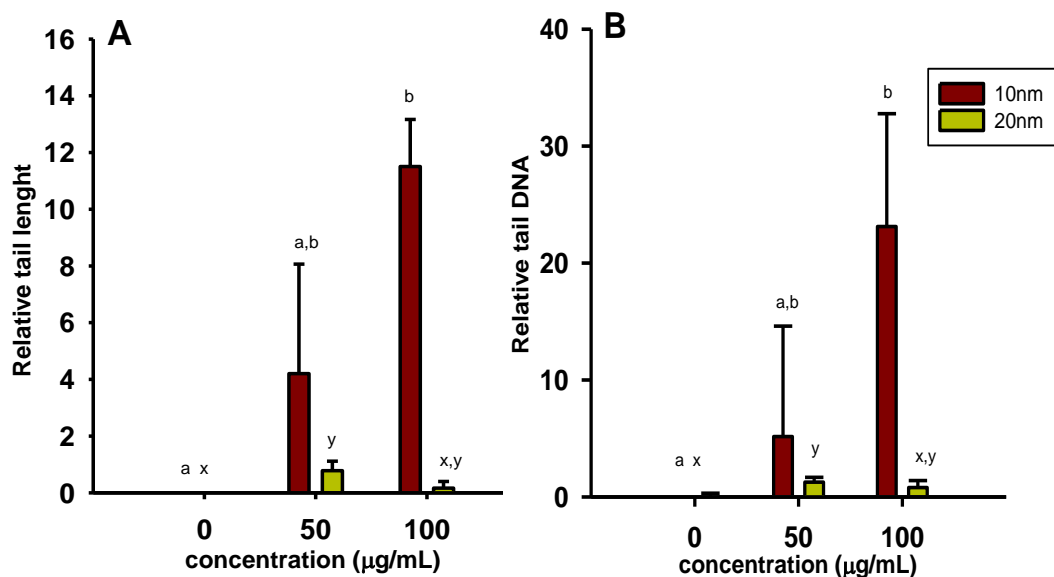 A
Relative tail lenght
16
14
12
10
8
6
4
2
0
a x
a,b
y
b
x,y
0 50 100
concentration (μg/mL)
B
Relative tail DNA
40
30
20
10
0
a x
a,b
y
b
x,y
0 50 100
concentration (μg/mL)
10nm
20nm